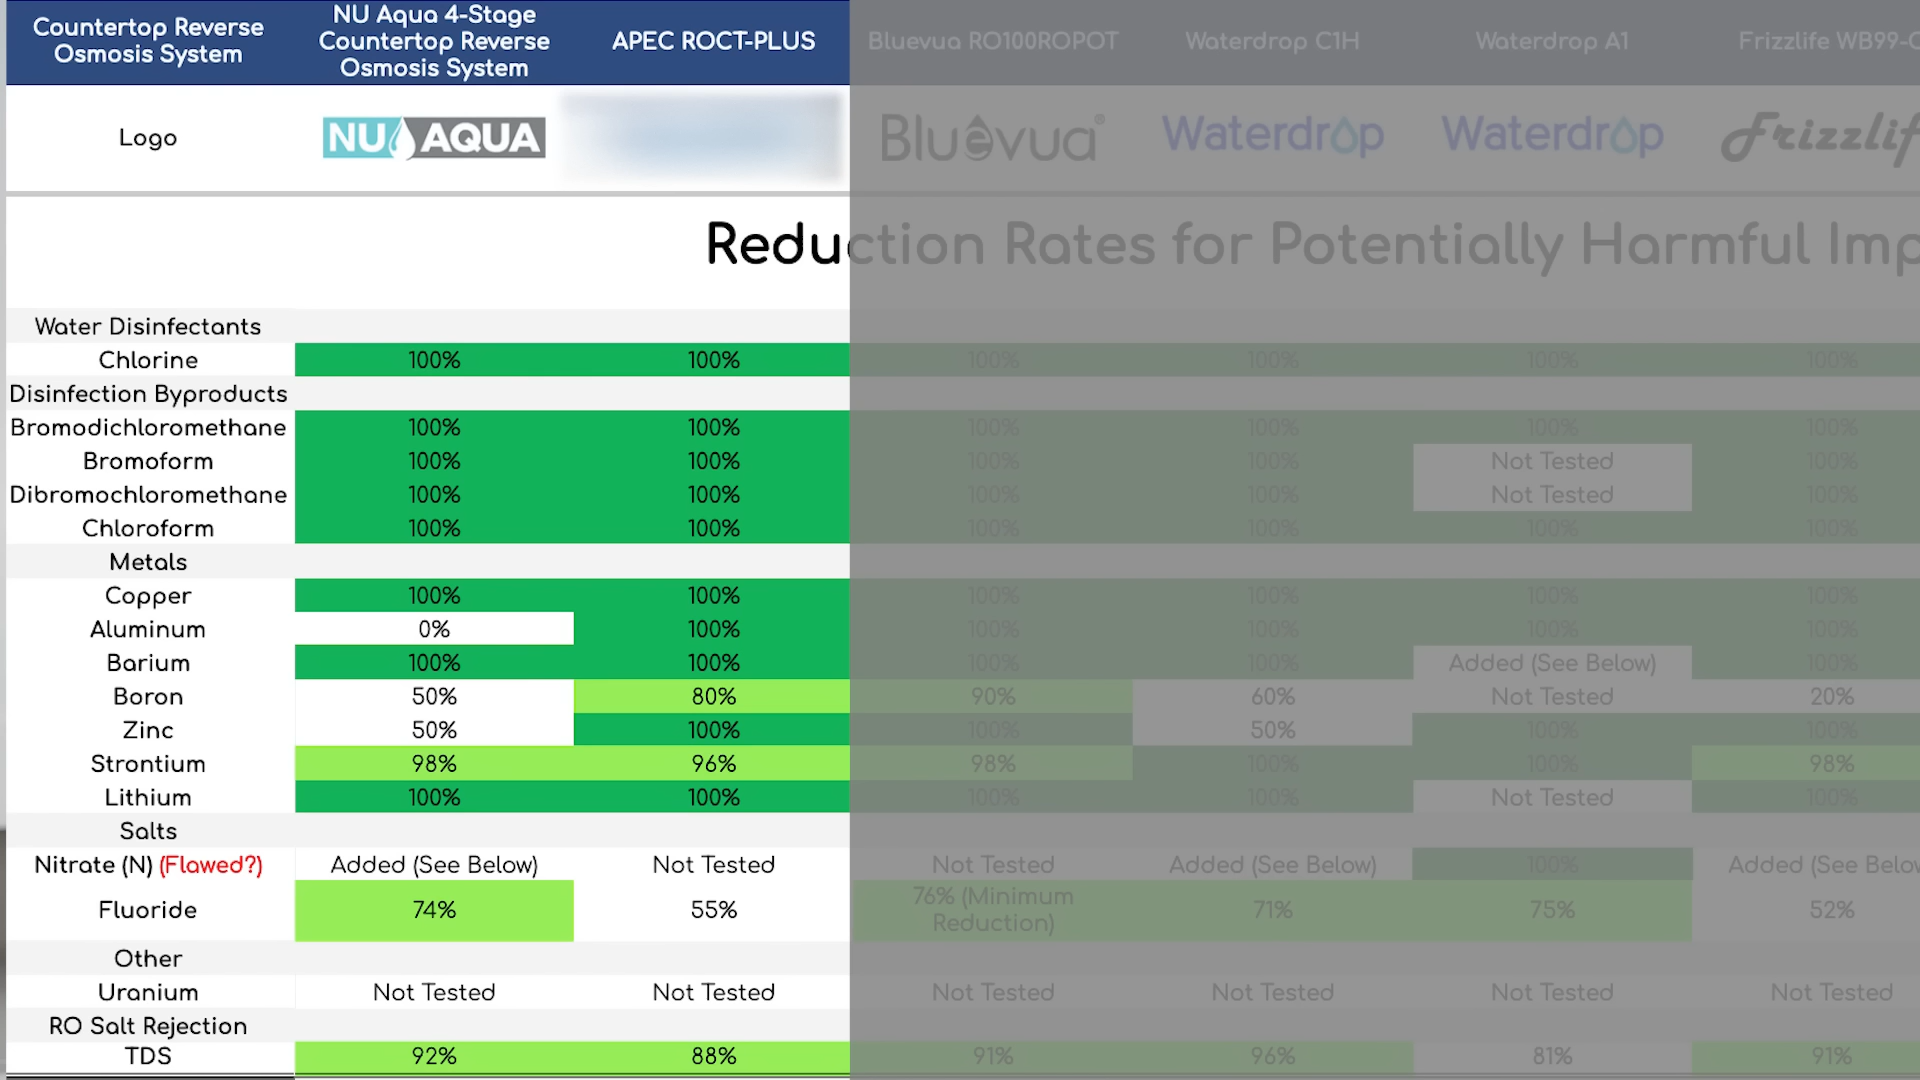 Countertop Reverse Osmosis System
NU Aqua 4-Stage Countertop Reverse Osmosis System
APEC ROCT-PLUS
Bluevua RO100ROPOT
Waterdrop C1H
Waterdrop A1
Frizzlife WB99-C
Logo
NU AQUA
Bluevua®
Waterdrop
Waterdrop
Frizzlif
Reduction Rates for Potentially Harmful Imp
Water Disinfectants
Chlorine 100% 100% 100% 100% 100% 100%
Disinfection Byproducts
Bromodichloromethane 100% 100% 100% 100% 100% 100%
Bromoform 100% 100% 100% 100% Not Tested 100%
Dibromochloromethane 100% 100% 100% 100% Not Tested 100%
Chloroform 100% 100% 100% 100% 100% 100%
Metals
Copper 100% 100% 100% 100% 100% 100%
Aluminum 0% 100% 100% 100% 100% 100%
Barium 100% 100% 100% 100% Added (See Below) 100%
Boron 50% 80% 90% 60% Not Tested 20%
Zinc 50% 100% 100% 50% 100% 100%
Strontium 98% 96% 98% 100% 100% 98%
Lithium 100% 100% 100% 100% Not Tested 100%
Salts
Nitrate (N) (Flawed?) Added (See Below) Not Tested Not Tested Added (See Below) 100% Added (See Below
Fluoride 74% 55% 76% (Minimum Reduction) 71% 75% 52%
Other
Uranium Not Tested Not Tested Not Tested Not Tested Not Tested Not Tested
RO Salt Rejection
TDS 92% 88% 91% 96% 81% 91%